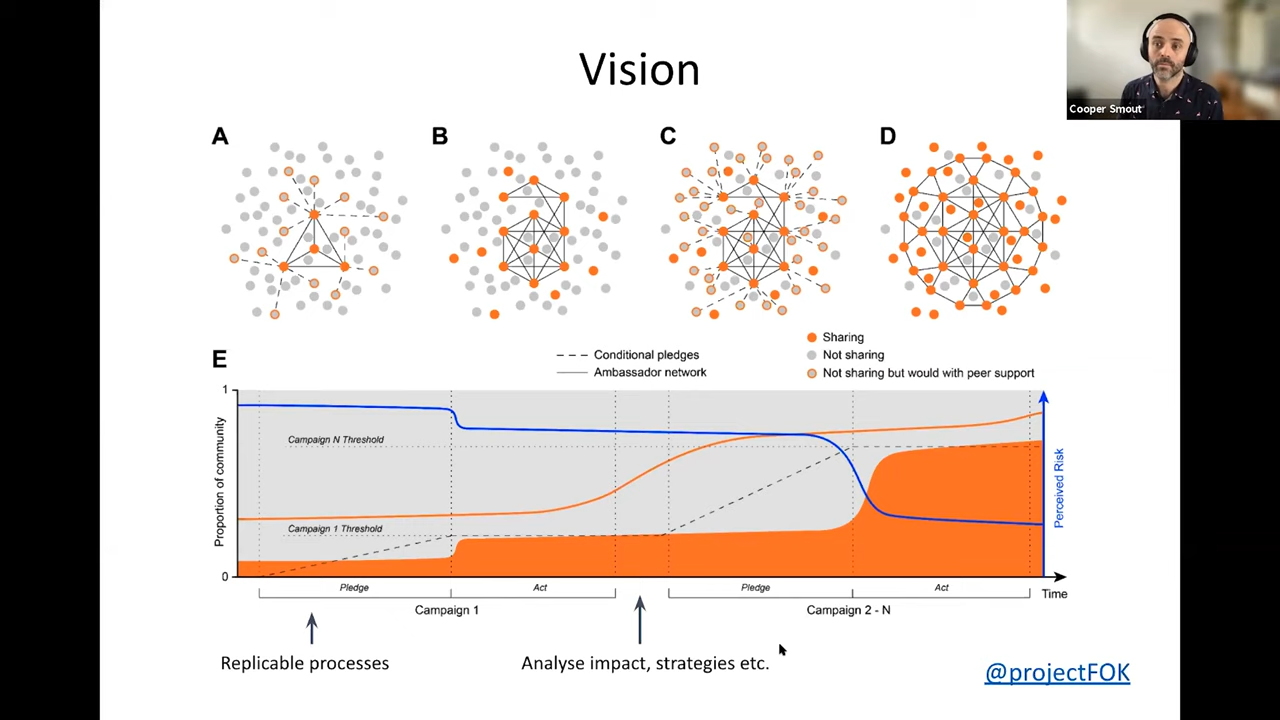 Vision
Cooper Smout
A
B
C
D
Sharing
Conditional pledges
Not sharing
Ambassador network
Not sharing but would with peer support
E
1
Proportion of community
Campaign N Threshold
Campaign 1 Threshold
Perceived Risk
0
Pledge
Act
Pledge
Act
Time
Campaign 1
Campaign 2 - N
Replicable processes
Analyse impact, strategies etc.
@projectFOK